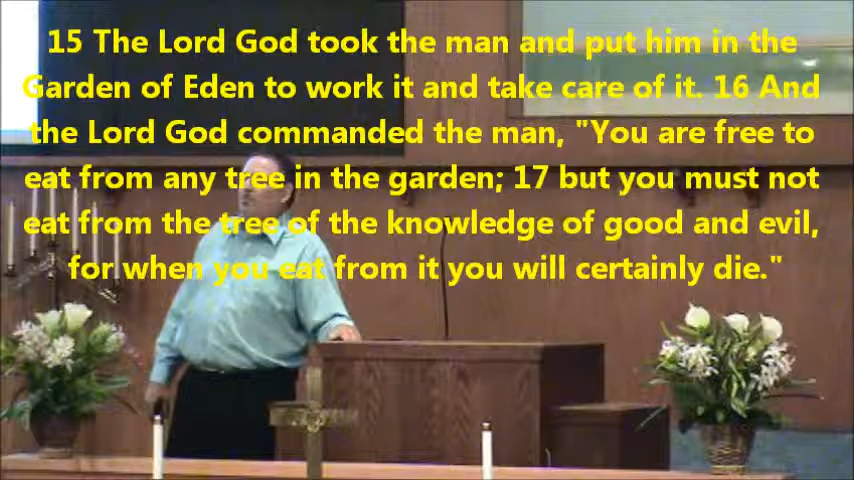 15 The Lord God took the man and put him in the
Garden of Eden to work it and take care of it. 16 And
the Lord God commanded the man, "You are free to
eat from any tree in the garden; 17 but you must not
eat from the tree of the knowledge of good and evil,
for when you eat from it you will certainly die."